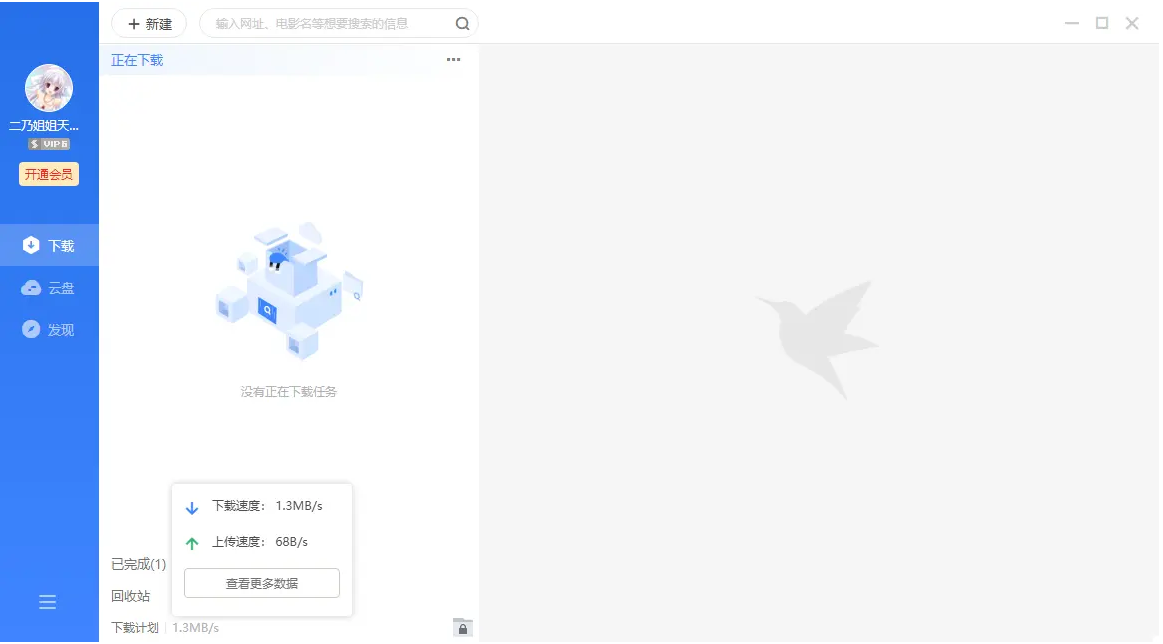 新建
输入网址、电影名等想要搜索的信息
二乃姐姐天...
VIP6
开通会员
下载
云盘
发现
正在下载
没有正在下载任务
下载速度： 1.3MB/s
上传速度： 68B/s
查看更多数据
已完成(1)
回收站
下载计划 1.3MB/s